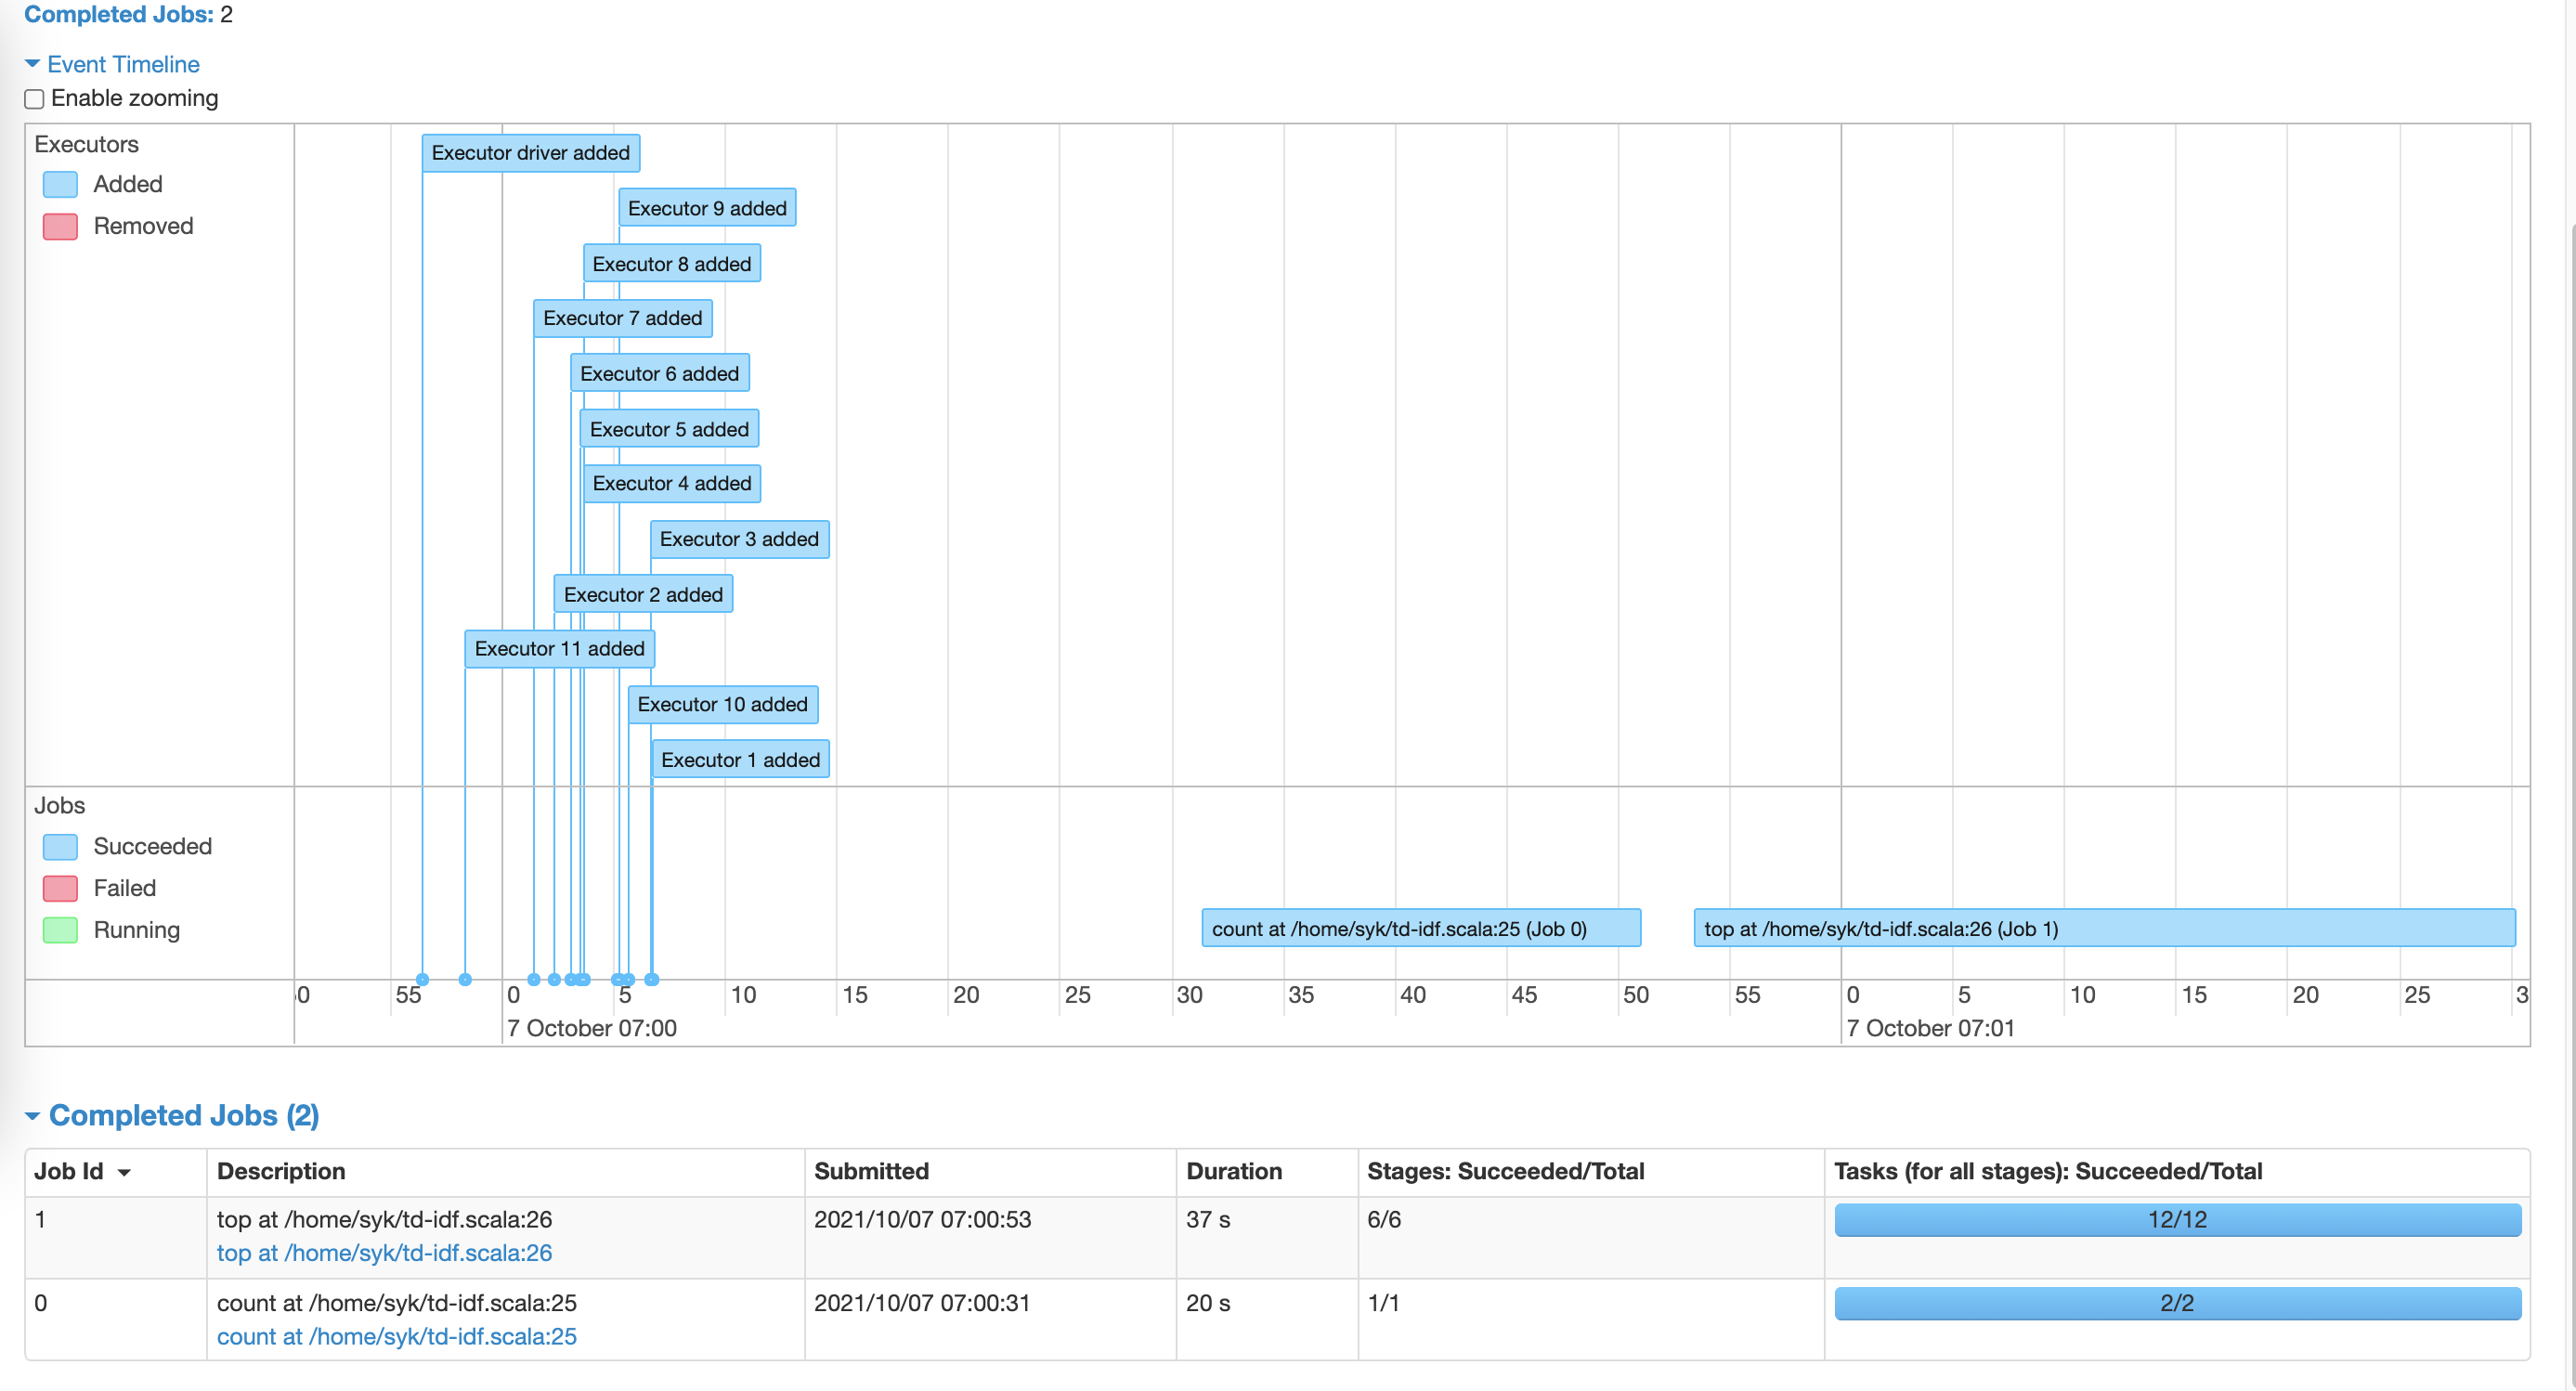 Completed Jobs: 2
Event Timeline
Enable zooming
Executors
Added
Removed
Executor driver added
Executor 9 added
Executor 8 added
Executor 7 added
Executor 6 added
Executor 5 added
Executor 4 added
Executor 3 added
Executor 2 added
Executor 11 added
Executor 10 added
Executor 1 added
Jobs
Succeeded
Failed
Running
count at /home/syk/td-idf.scala:25 (Job 0)
top at /home/syk/td-idf.scala:26 (Job 1)
0 55 0 5 10 15 20 25 30 35 40 45 50 55 0 5 10 15 20 25 3
7 October 07:00
7 October 07:01
Completed Jobs (2)
Job Id Description Submitted Duration Stages: Succeeded/Total Tasks (for all stages): Succeeded/Total
1 top at /home/syk/td-idf.scala:26 2021/10/07 07:00:53 37 s 6/6 12/12
top at /home/syk/td-idf.scala:26
0 count at /home/syk/td-idf.scala:25 2021/10/07 07:00:31 20 s 1/1 2/2
count at /home/syk/td-idf.scala:25